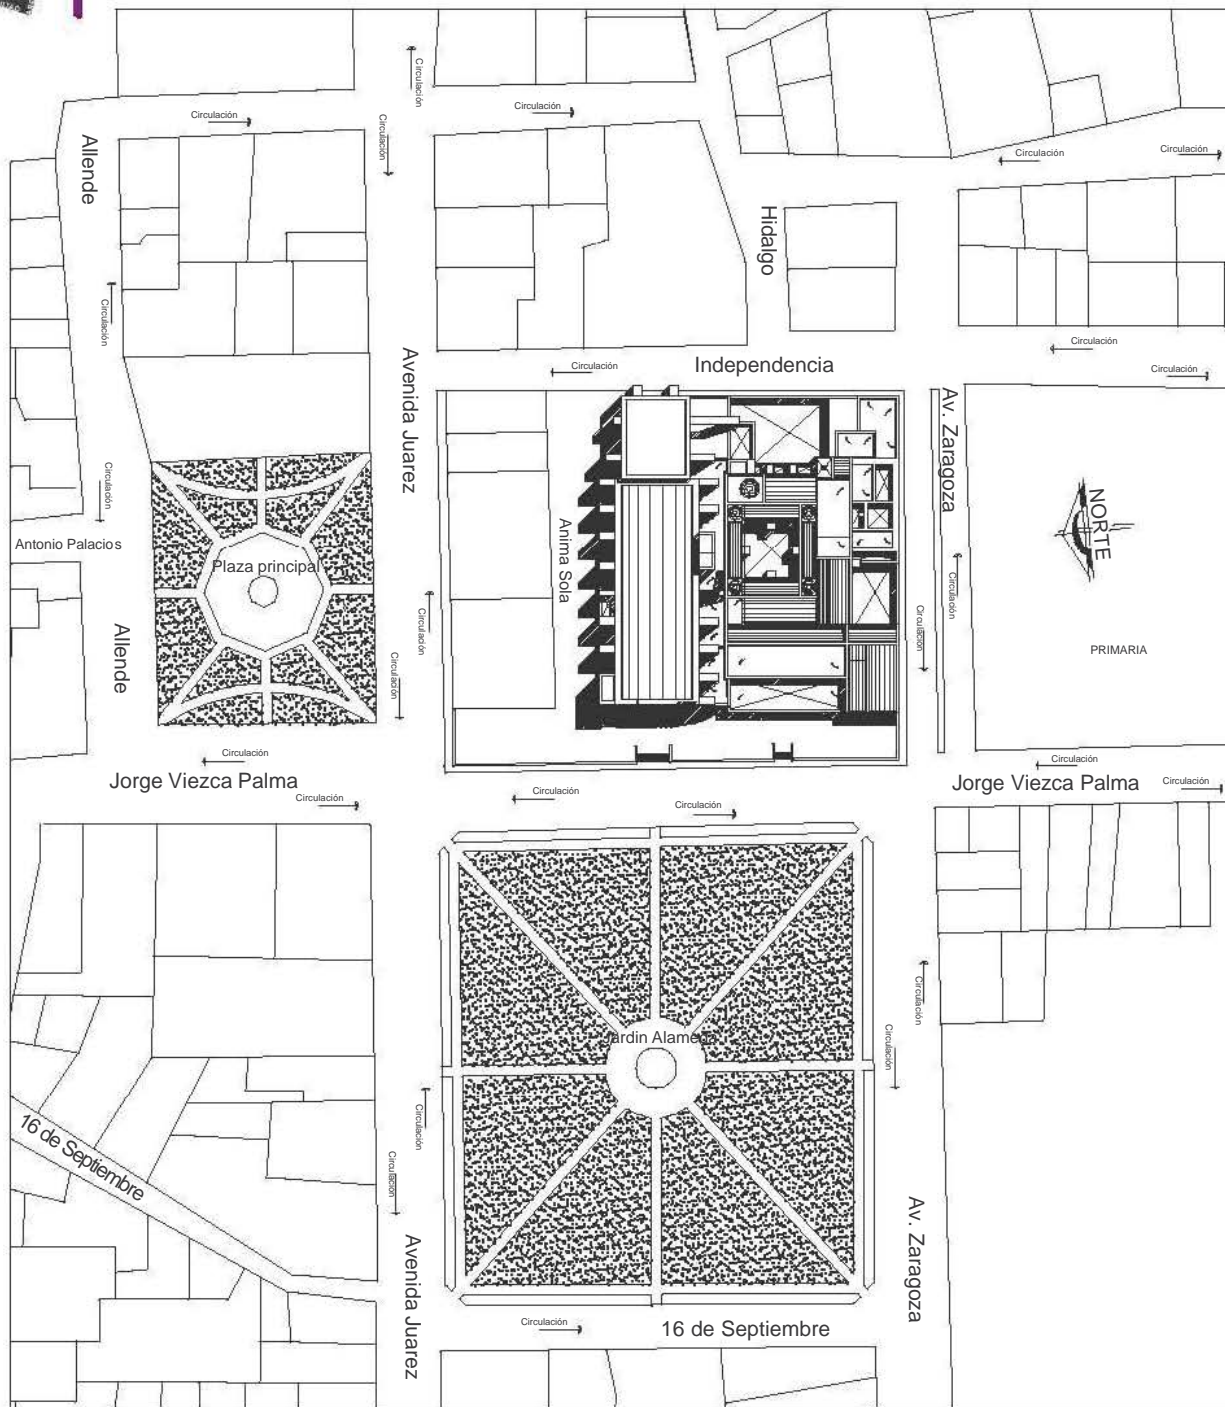 Circulación
Circulación
Circulación
Circulación
Circulación
Circulación
Allende
Hidalgo
Circulación
Avenida Juarez
Circulación
Independencia
Circulación
Circulación
Av. Zaragoza
Circulación
NORTE
Antonio Palacios
Anima Sola
Plaza principal
Circulación
Circulación
Circulación
Allende
Circulación
PRIMARIA
Circulación
Jorge Viezca Palma
Circulación
Circulación
Circulación
Circulación
Jorge Viezca Palma
Circulación
Circulación
Jardin Alameda
Circulación
Circulación
16 de Septiembre
Circulación
Av. Zaragoza
Avenida Juarez
Circulación
16 de Septiembre